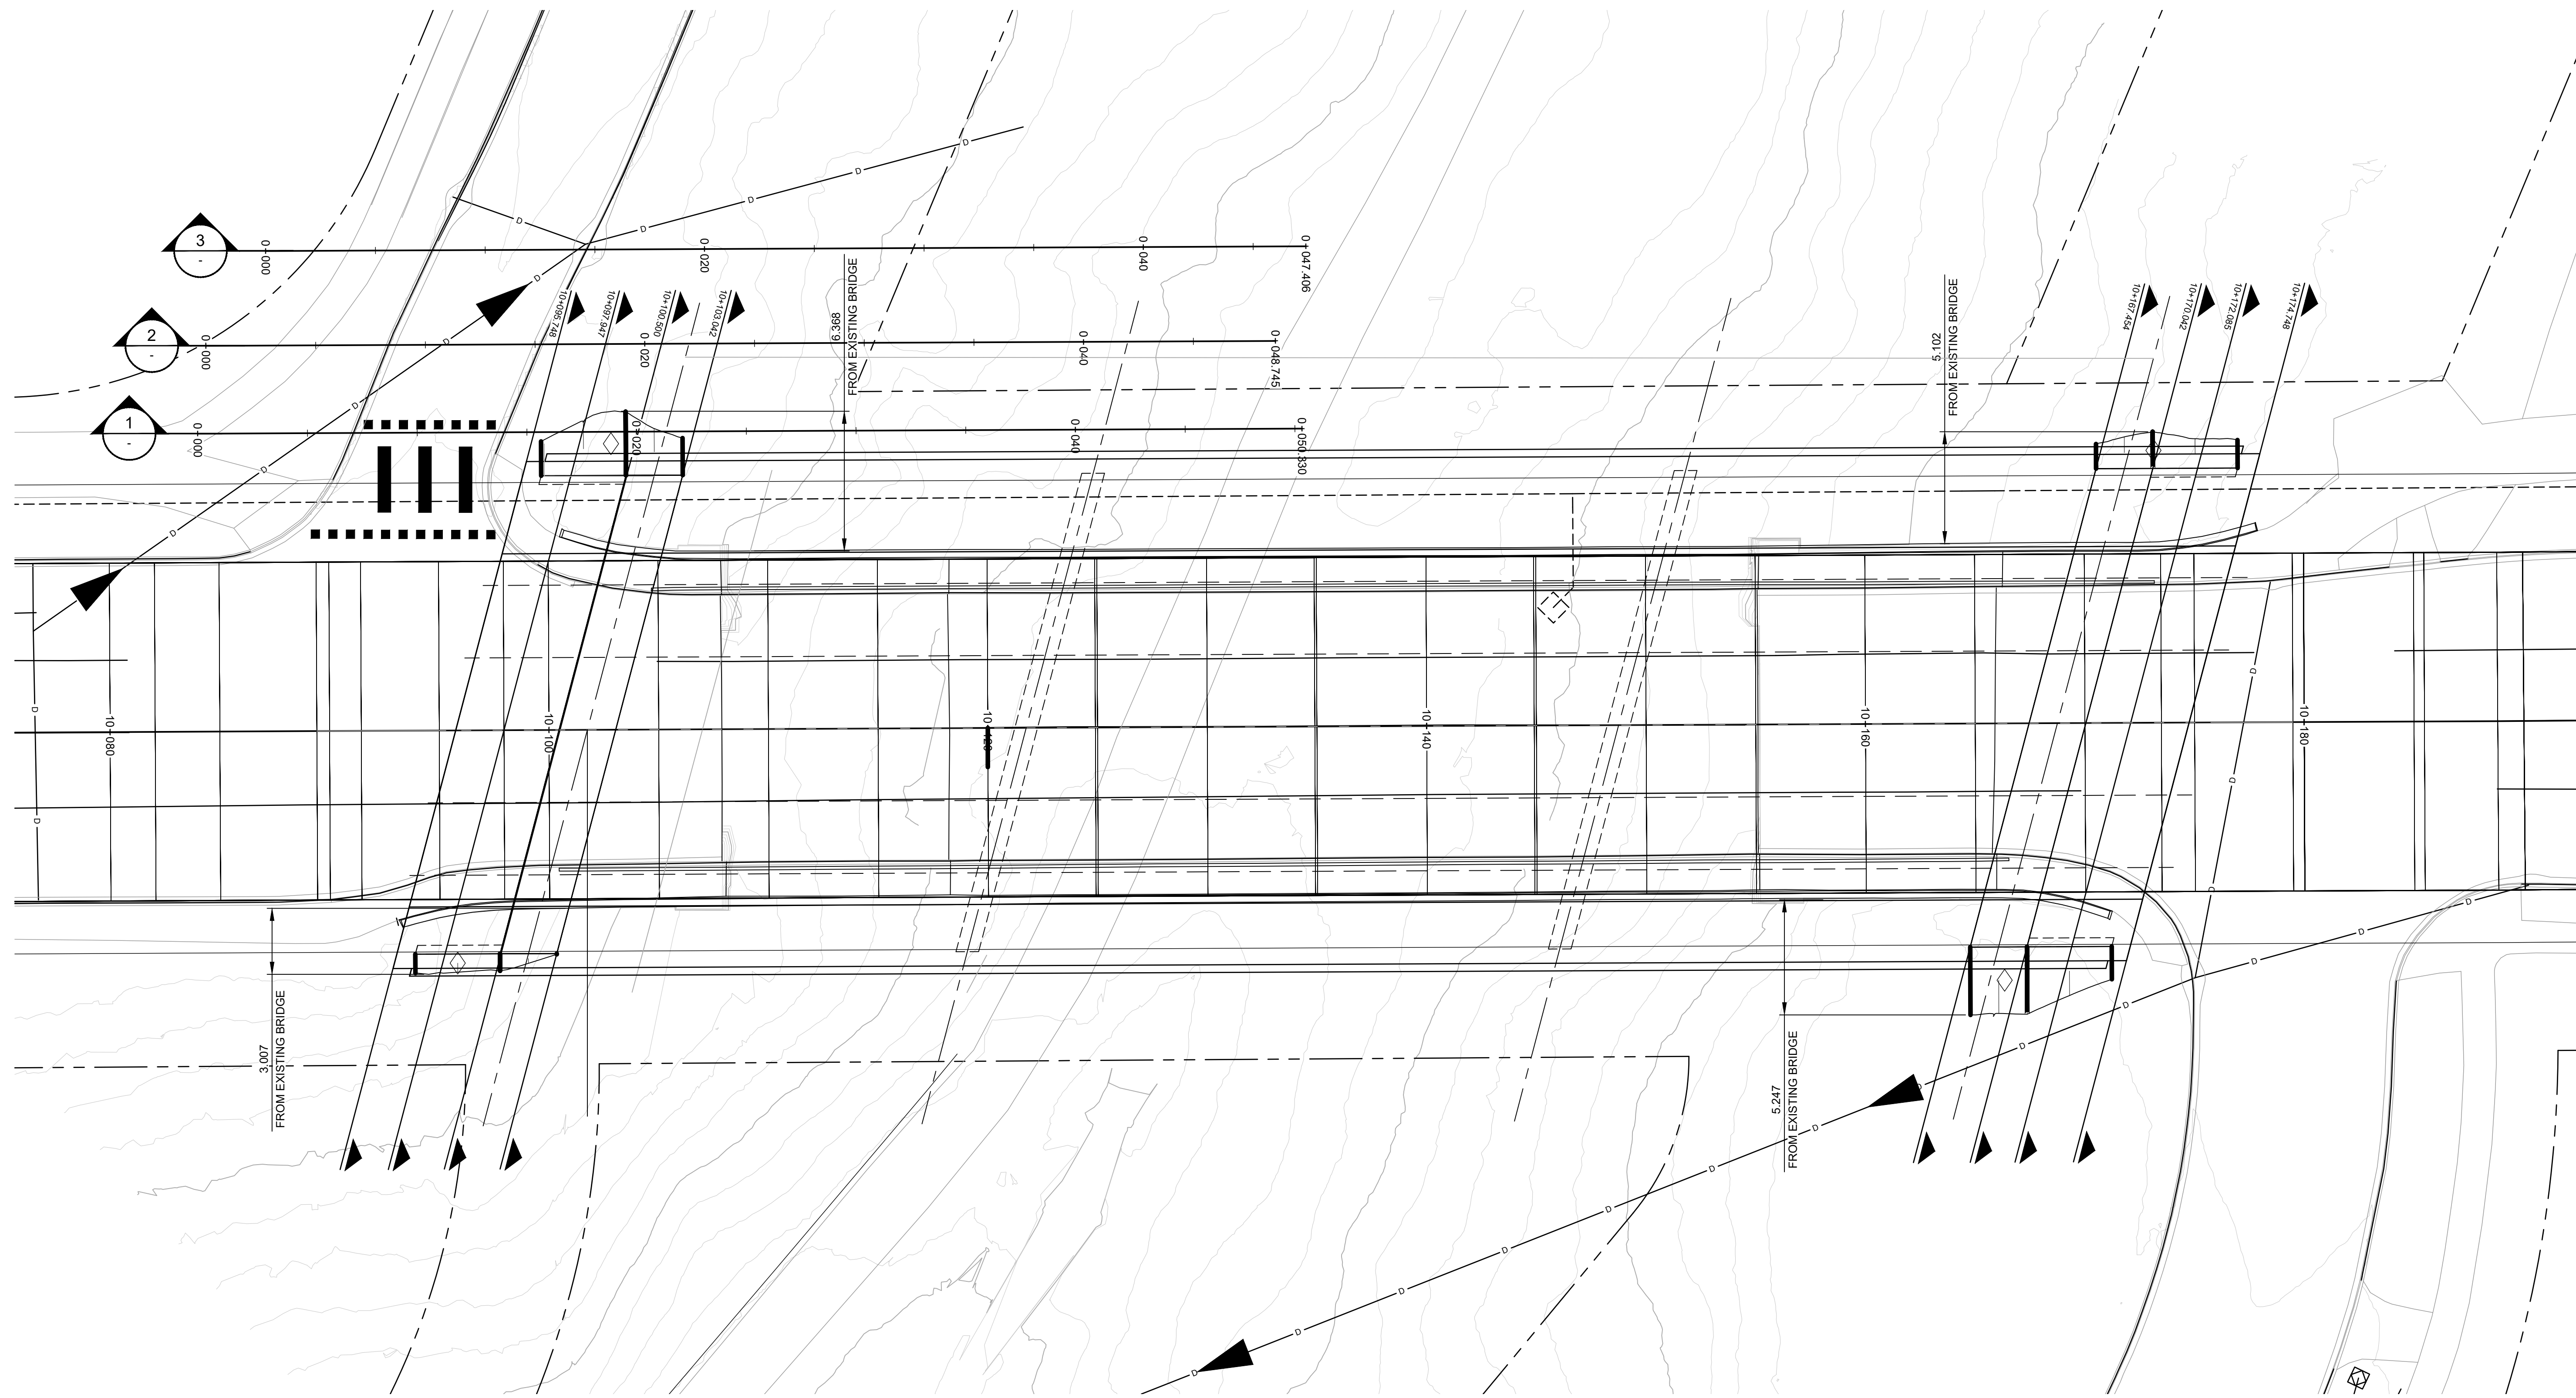 3
-
0+000
0+020
0+040
0+047.406
2
-
0+000
0+020
0+040
0+048.745
1
-
0+000
0+020
0+040
0+050.330
10+095.748
10+097.947
10+100.500
10+103.042
6.368
FROM EXISTING BRIDGE
5.102
FROM EXISTING BRIDGE
10+167.454
10+170.042
10+172.085
10+174.748
D
D
D
D
D
D
D
D
D
D
D
D
10+080
10+100
10+120
10+140
10+160
10+180
D
D
D
D
D
3.007
FROM EXISTING BRIDGE
5.247
FROM EXISTING BRIDGE
D
D
D
D
D
D
D
D
D
D
D
D
D